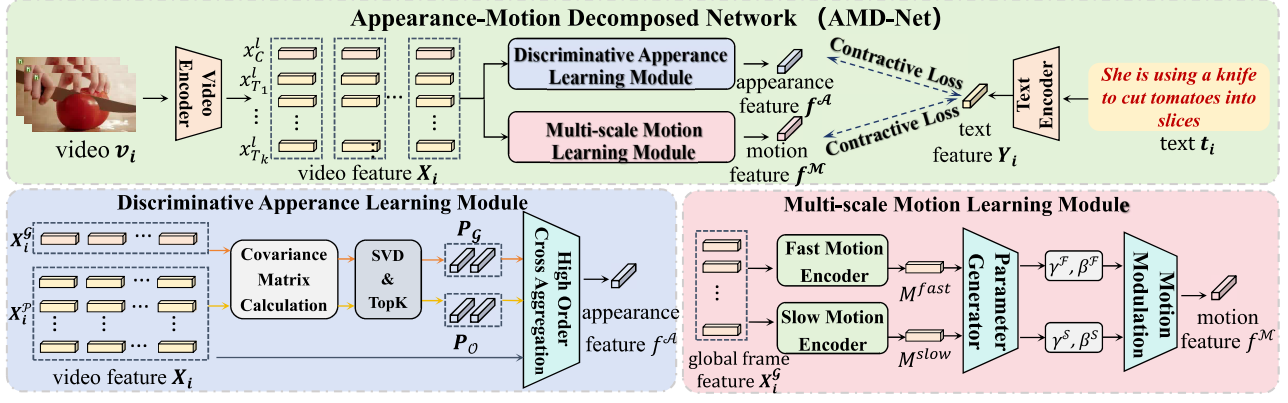 Appearance-Motion Decomposed Network （AMD-Net）
video v_i
Video
Encoder
x_C^l
x_{T_1}^l
⋮
x_{T_k}^l
...
video feature X_i
Discriminative Apperance
Learning Module
Multi-scale Motion
Learning Module
appearance
feature f^𝒜
motion
feature f^ℳ
Contractive Loss
Contractive Loss
text
feature Y_i
Text
Encoder
She is using a knife
to cut tomatoes into
slices
text t_i
Discriminative Apperance Learning Module
X_i^𝒢
X_i^𝒫
video feature X_i
Covariance
Matrix
Calculation
SVD
&
TopK
P_𝒢
P_𝒪
High Order
Cross Aggregation
appearance
feature f^𝒜
Multi-scale Motion Learning Module
global frame
feature X_i^𝒢
Fast Motion
Encoder
Slow Motion
Encoder
M^{fast}
M^{slow}
Parameter
Generator
γ^ℱ, β^ℱ
γ^𝒮, β^𝒮
Motion
Modulation
motion
feature f^ℳ